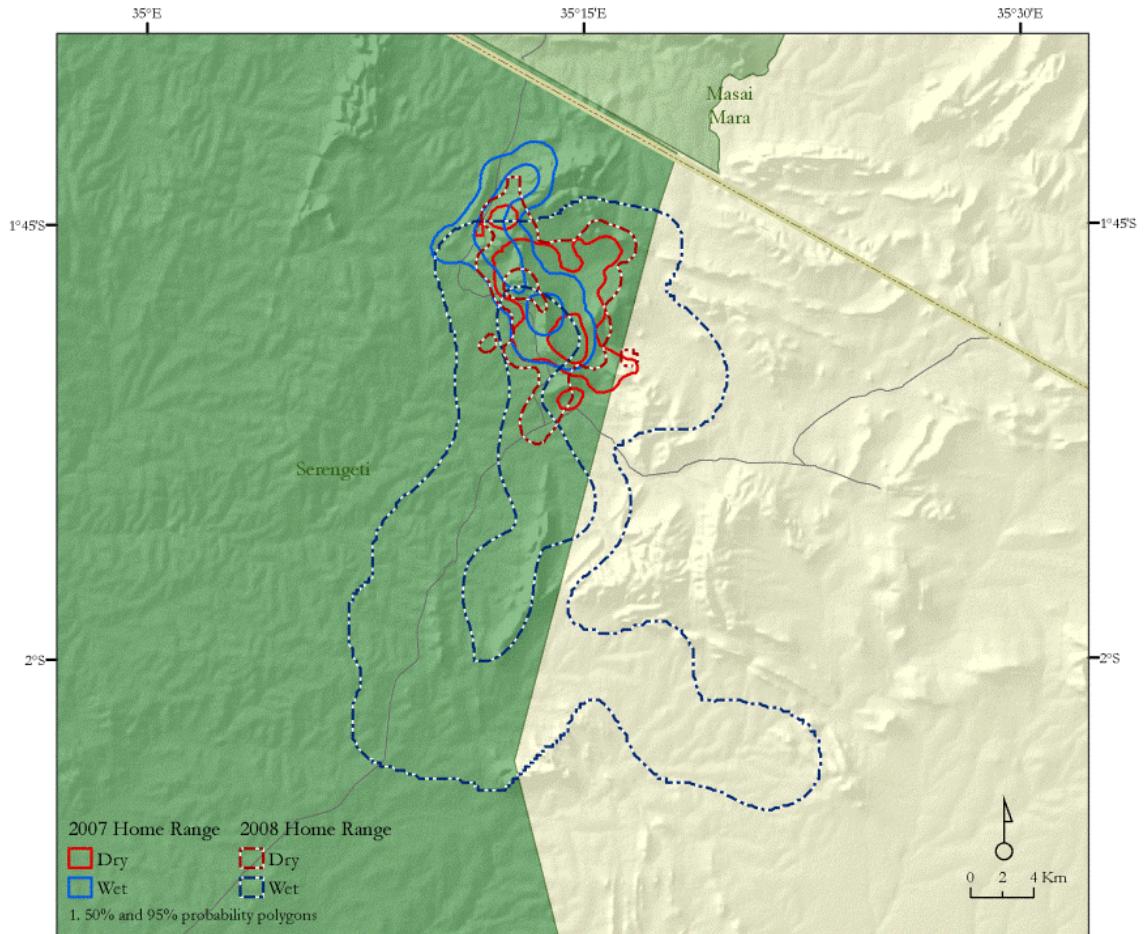 35°E
35°15'E
35°30'E
Masai
Mara
1°45'S
1°45'S
Serengeti
2°S
2°S
2007 Home Range
2008 Home Range
Dry
Dry
Wet
Wet
1. 50% and 95% probability polygons
0 2 4 Km